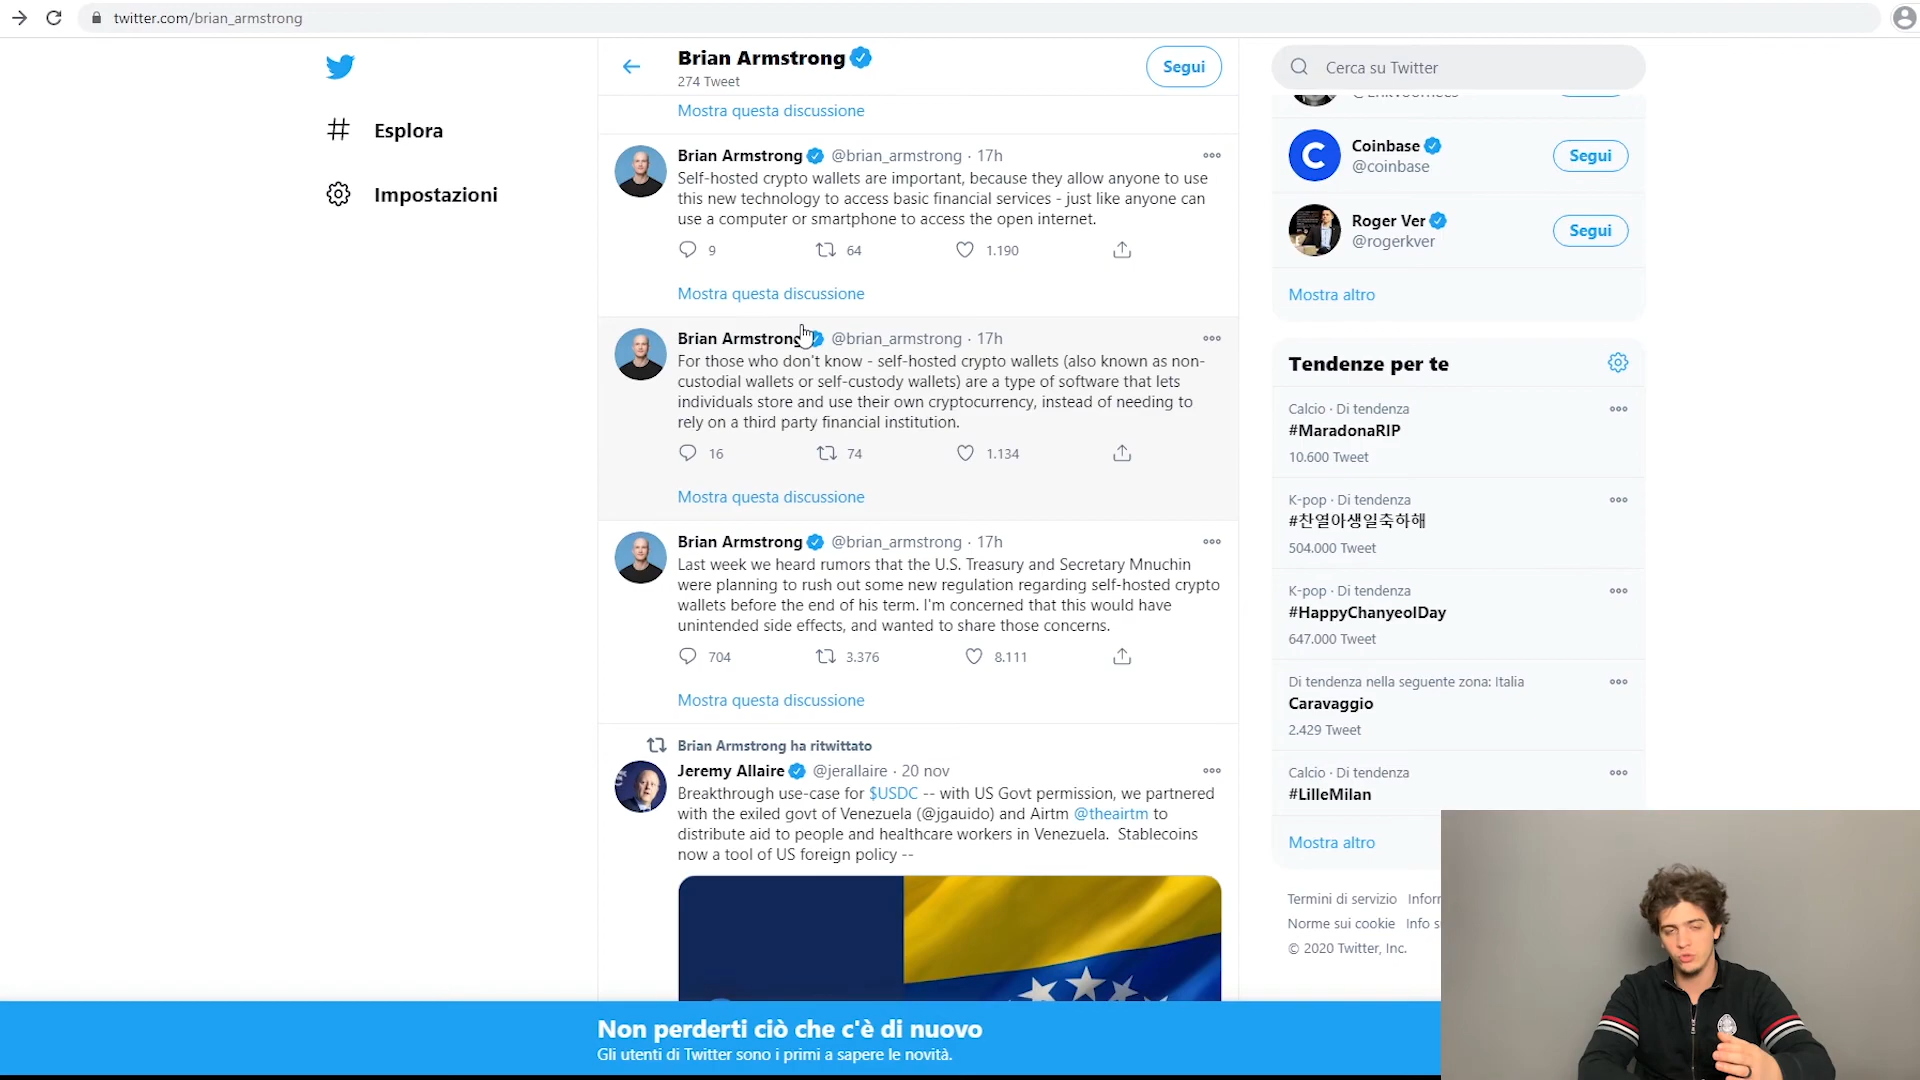 twitter.com/brian_armstrong
Esplora
Impostazioni
Brian Armstrong
274 Tweet
Segui
Mostra questa discussione
Brian Armstrong @brian_armstrong · 17h
Self-hosted crypto wallets are important, because they allow anyone to use
this new technology to access basic financial services - just like anyone can
use a computer or smartphone to access the open internet.
9 64 1.190
Mostra questa discussione
Brian Armstrong @brian_armstrong · 17h
For those who don't know - self-hosted crypto wallets (also known as non-
custodial wallets or self-custody wallets) are a type of software that lets
individuals store and use their own cryptocurrency, instead of needing to
rely on a third party financial institution.
16 74 1.134
Mostra questa discussione
Brian Armstrong @brian_armstrong · 17h
Last week we heard rumors that the U.S. Treasury and Secretary Mnuchin
were planning to rush out some new regulation regarding self-hosted crypto
wallets before the end of his term. I'm concerned that this would have
unintended side effects, and wanted to share those concerns.
704 3.376 8.111
Mostra questa discussione
Brian Armstrong ha ritwittato
Jeremy Allaire @jerallaire · 20 nov
Breakthrough use-case for $USDC -- with US Govt permission, we partnered
with the exiled govt of Venezuela (@jgauido) and Airtm @theairtm to
distribute aid to people and healthcare workers in Venezuela. Stablecoins
now a tool of US foreign policy --
Cerca su Twitter
Coinbase
@coinbase
Segui
Roger Ver
@rogerkver
Segui
Mostra altro
Tendenze per te
Calcio · Di tendenza
#MaradonaRIP
10.600 Tweet
K-pop · Di tendenza
#찬열아생일축하해
504.000 Tweet
K-pop · Di tendenza
#HappyChanyeolDay
647.000 Tweet
Di tendenza nella seguente zona: Italia
Caravaggio
2.429 Tweet
Calcio · Di tendenza
#LilleMilan
Mostra altro
Termini di servizio Inforr
Norme sui cookie Info s
© 2020 Twitter, Inc.
Non perderti ciò che c'è di nuovo
Gli utenti di Twitter sono i primi a sapere le novità.